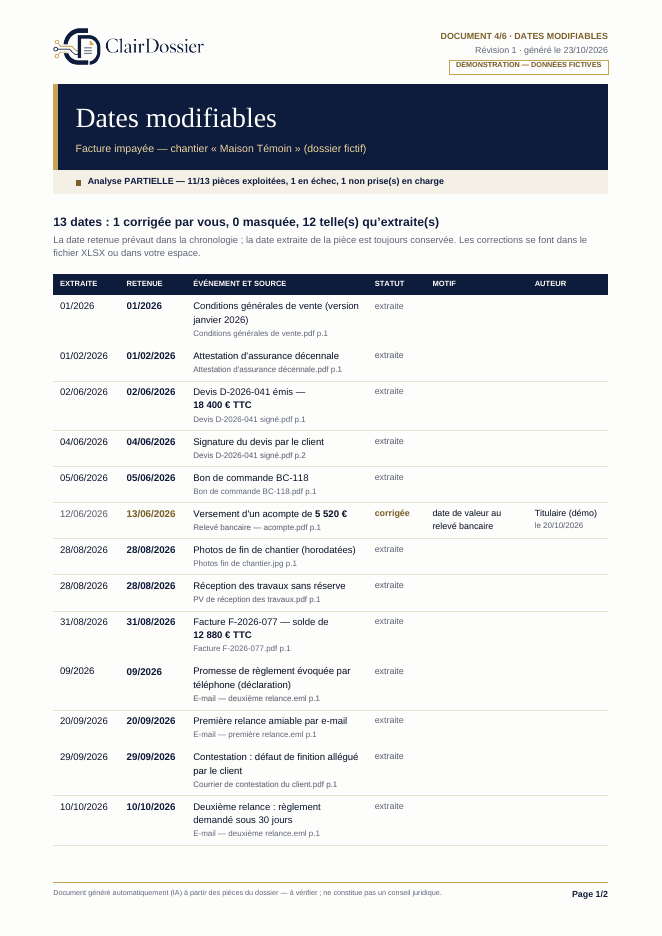 ClairDossier
DOCUMENT 4/6 · DATES MODIFIABLES
Révision 1 · généré le 23/10/2026
DÉMONSTRATION — DONNÉES FICTIVES
Dates modifiables
Facture impayée — chantier « Maison Témoin » (dossier fictif)
Analyse PARTIELLE — 11/13 pièces exploitées, 1 en échec, 1 non prise(s) en charge
13 dates : 1 corrigée par vous, 0 masquée, 12 telle(s) qu’extraite(s)
La date retenue prévaut dans la chronologie ; la date extraite de la pièce est toujours conservée. Les corrections se font dans le
fichier XLSX ou dans votre espace.
EXTRAITE RETENUE ÉVÉNEMENT ET SOURCE STATUT MOTIF AUTEUR
01/2026 01/2026 Conditions générales de vente (version extraite
janvier 2026)
Conditions générales de vente.pdf p.1
01/02/2026 01/02/2026 Attestation d’assurance décennale extraite
Attestation d’assurance décennale.pdf p.1
02/06/2026 02/06/2026 Devis D-2026-041 émis — extraite
18 400 € TTC
Devis D-2026-041 signé.pdf p.1
04/06/2026 04/06/2026 Signature du devis par le client extraite
Devis D-2026-041 signé.pdf p.2
05/06/2026 05/06/2026 Bon de commande BC-118 extraite
Bon de commande BC-118.pdf p.1
12/06/2026 13/06/2026 Versement d’un acompte de 5 520 € corrigée date de valeur au Titulaire (démo)
Relevé bancaire — acompte.pdf p.1 relevé bancaire le 20/10/2026
28/08/2026 28/08/2026 Photos de fin de chantier (horodatées) extraite
Photos fin de chantier.jpg p.1
28/08/2026 28/08/2026 Réception des travaux sans réserve extraite
PV de réception des travaux.pdf p.1
31/08/2026 31/08/2026 Facture F-2026-077 — solde de extraite
12 880 € TTC
Facture F-2026-077.pdf p.1
09/2026 09/2026 Promesse de règlement évoquée par extraite
téléphone (déclaration)
E-mail — deuxième relance.eml p.1
20/09/2026 20/09/2026 Première relance amiable par e-mail extraite
E-mail — première relance.eml p.1
29/09/2026 29/09/2026 Contestation : défaut de finition allégué extraite
par le client
Courrier de contestation du client.pdf p.1
10/10/2026 10/10/2026 Deuxième relance : règlement extraite
demandé sous 30 jours
E-mail — deuxième relance.eml p.1
Document généré automatiquement (IA) à partir des pièces du dossier — à vérifier ; ne constitue pas un conseil juridique.
Page 1/2